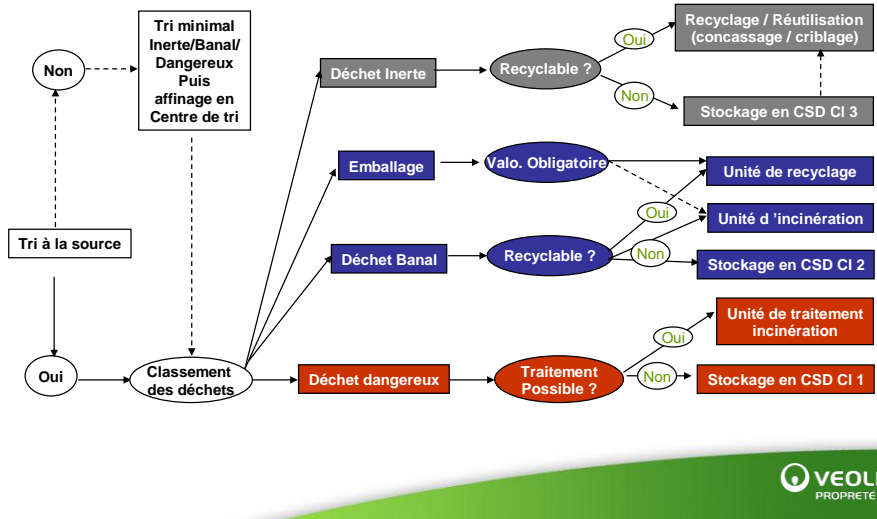 Tri minimal
Inerte/Banal/
Dangereux
Puis
affinage en
Centre de tri
Non
Tri à la source
Oui
Classement
des déchets
Déchet Inerte
Recyclable ?
Oui
Non
Recyclage / Réutilisation
(concassage / criblage)
Stockage en CSD Cl 3
Emballage
Valo. Obligatoire
Unité de recyclage
Unité d ’incinération
Déchet Banal
Recyclable ?
Oui
Non
Stockage en CSD Cl 2
Déchet dangereux
Traitement
Possible ?
Oui
Non
Unité de traitement
incinération
Stockage en CSD Cl 1
VEOLI
PROPRETE